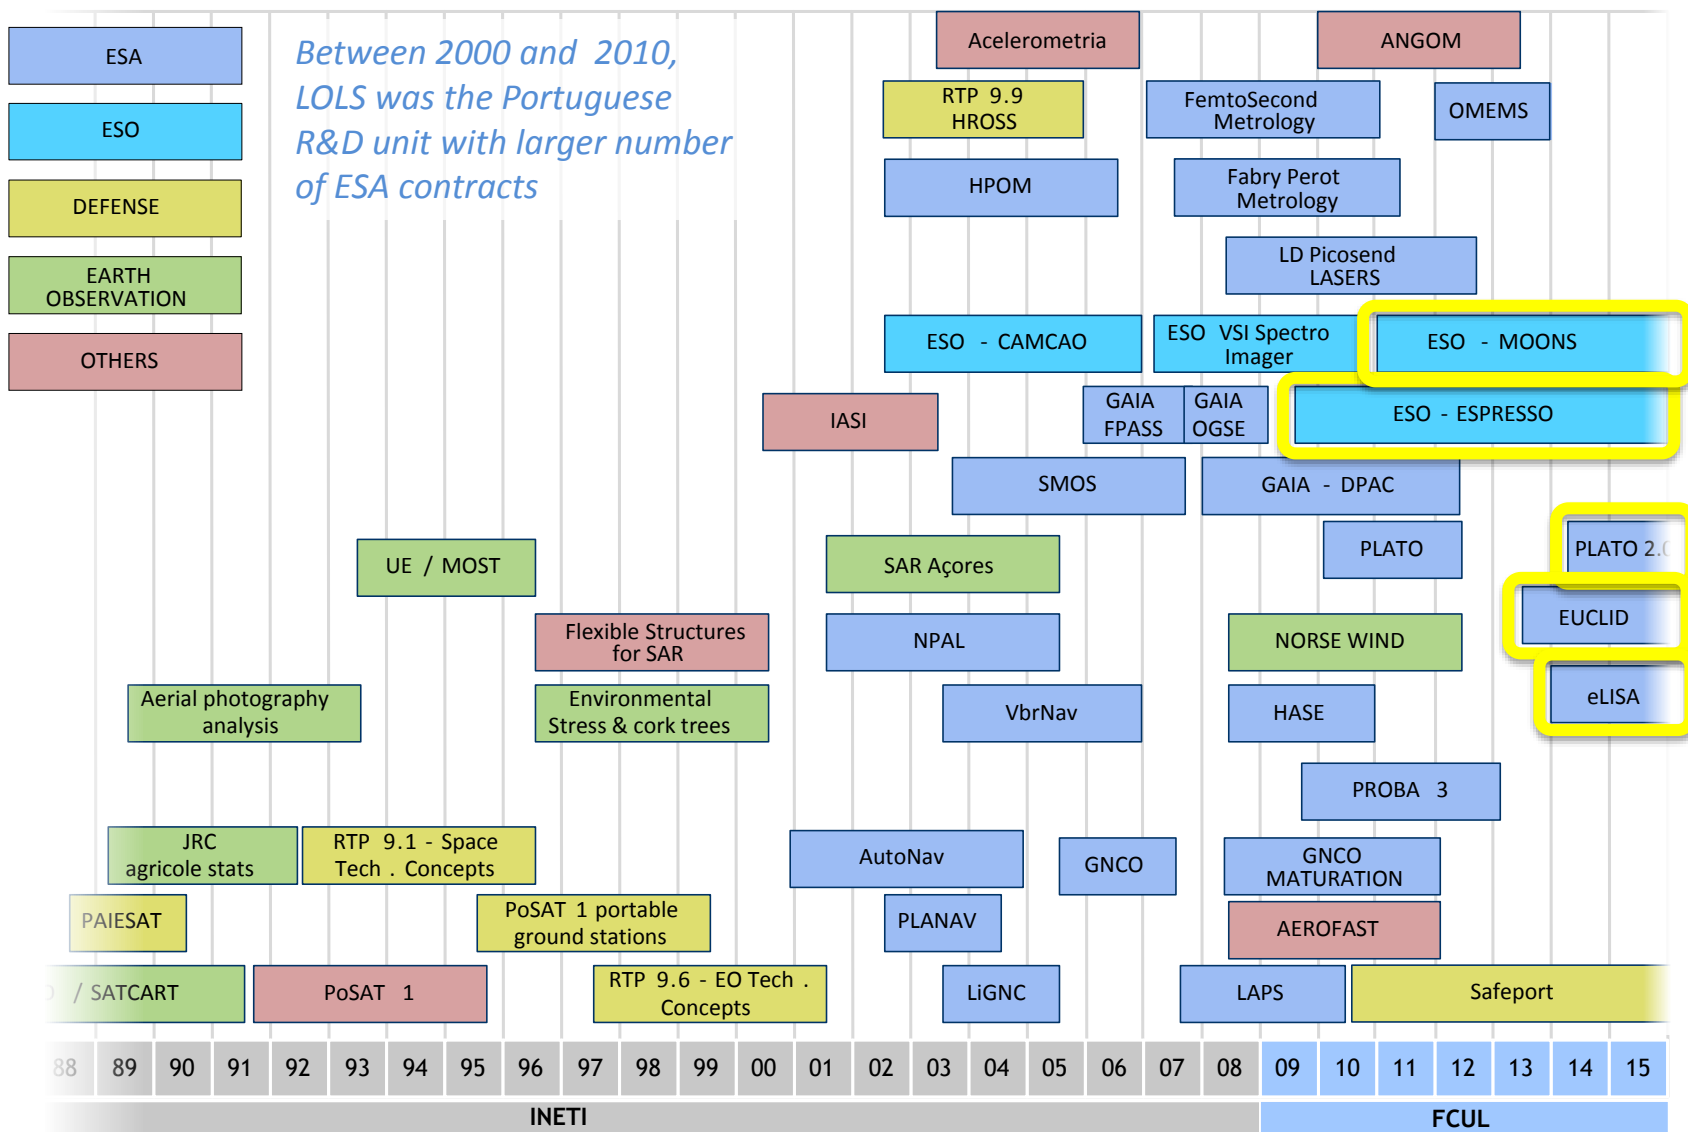 ESA
ESO
DEFENSE
EARTH
OBSERVATION
OTHERS
Between 2000 and 2010,
LOLS was the Portuguese
R&D unit with larger number
of ESA contracts
Acelerometria
ANGOM
RTP 9.9
HROSS
FemtoSecond
Metrology
OMEMS
HPOM
Fabry Perot
Metrology
LD Picosend
LASERS
ESO - CAMCAO
ESO VSI Spectro
Imager
ESO - MOONS
IASI
GAIA
FPASS
GAIA
OGSE
ESO - ESPRESSO
SMOS
GAIA - DPAC
UE / MOST
SAR Açores
PLATO
PLATO 2.0
Flexible Structures
for SAR
NPAL
NORSE WIND
EUCLID
Aerial photography
analysis
Environmental
Stress & cork trees
VbrNav
HASE
eLISA
PROBA 3
JRC
agricole stats
RTP 9.1 - Space
Tech . Concepts
AutoNav
GNCO
GNCO
MATURATION
PAIESAT
PoSAT 1 portable
ground stations
PLANAV
AEROFAST
/ SATCART
PoSAT 1
RTP 9.6 - EO Tech .
Concepts
LiGNC
LAPS
Safeport
88 89 90 91 92 93 94 95 96 97 98 99 00 01 02 03 04 05 06 07 08 09 10 11 12 13 14 15
INETI FCUL